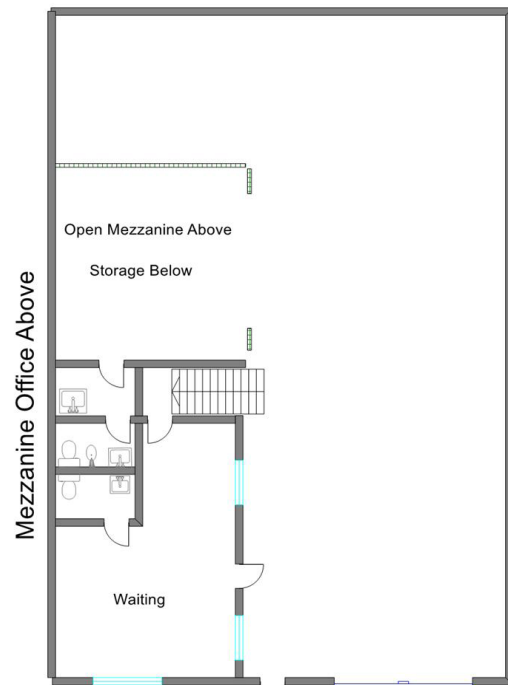 Open Mezzanine Above
Storage Below
Mezzanine Office Above
Waiting